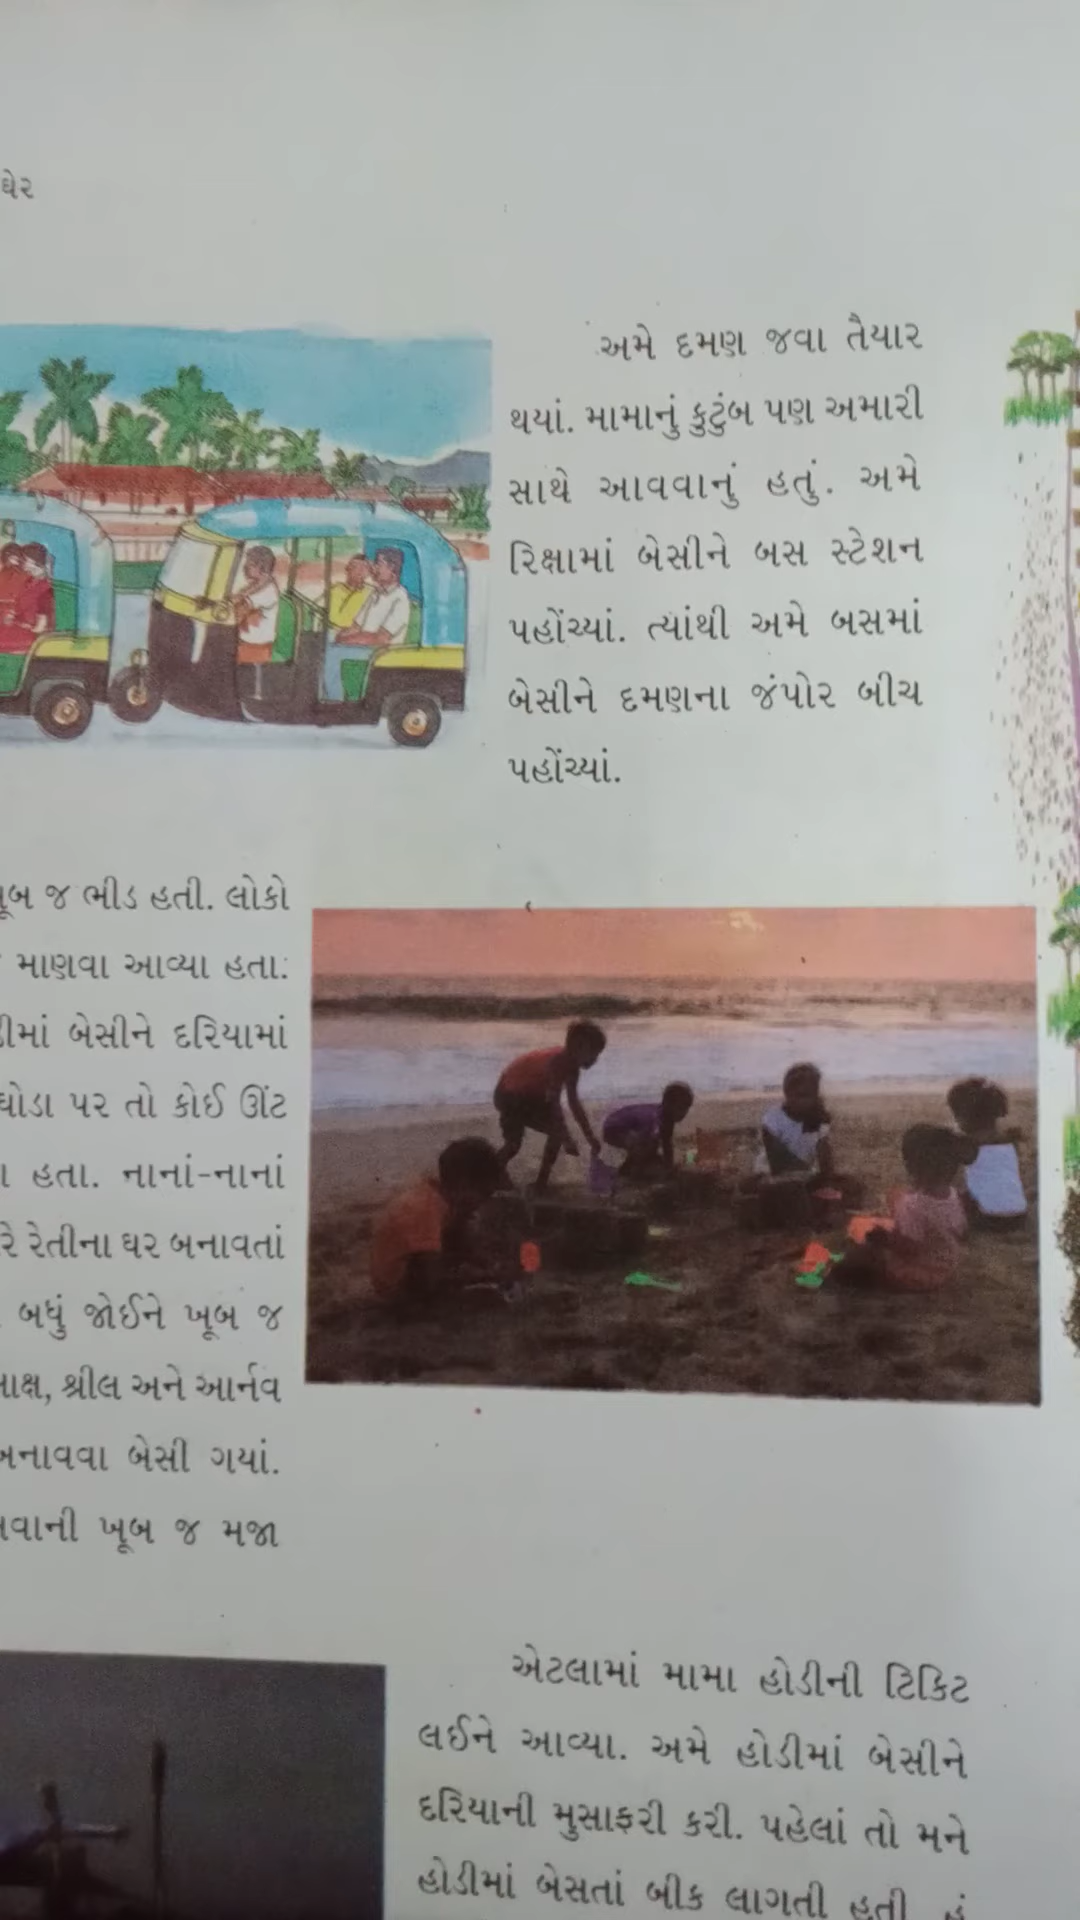 ઘેર
અમે દમણ જવા તૈયાર
થયાં. મામાનું કુટુંબ પણ અમારી
સાથે આવવાનું હતું. અમે
રિક્ષામાં બેસીને બસ સ્ટેશન
પહોંચ્યાં. ત્યાંથી અમે બસમાં
બેસીને દમણના જંપોર બીચ
પહોંચ્યાં.
જ ભીડ હતી. લોકો
માણવા આવ્યા હતા.
બેસીને દરિયામાં
પર તો કોઈ ઊંટ
હતા. નાનાં-નાનાં
રેતીના ઘર બનાવતાં
બધું જોઈને ખૂબ જ
શ્રીલ અને આર્નવ
બનાવવા બેસી ગયાં.
ખૂબ જ મજા
એટલામાં મામા હોડીની ટિકિટ
લઈને આવ્યા. અમે હોડીમાં બેસીને
દરિયાની મુસાફરી કરી. પહેલાં તો મને
હોડીમાં બેસતાં બીક લાગતી હતી